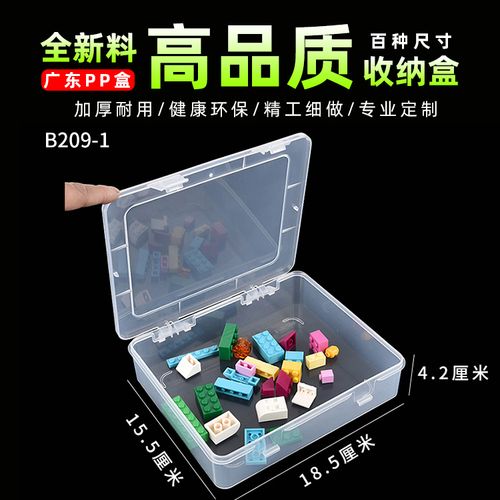 全新料
广东PP盒
高品质
百种尺寸
收纳盒
加厚耐用/健康环保/精工细做/专业定制
B209-1
4.2厘米
15.5厘米
18.5厘米